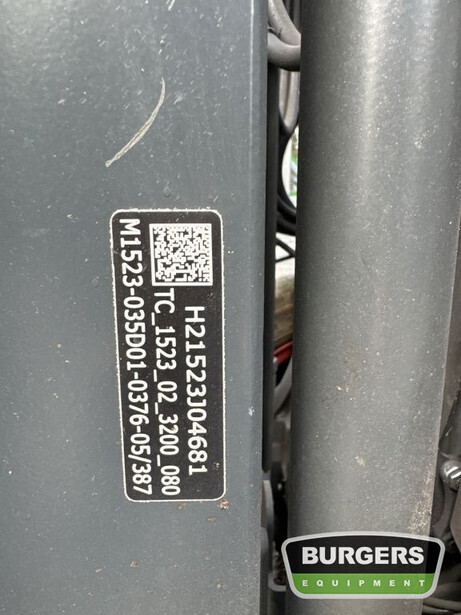 H21523J04681
TC_1523_02_3200_080
M1523-035D01-0376-05/387
BURGERS
EQUIPMENT